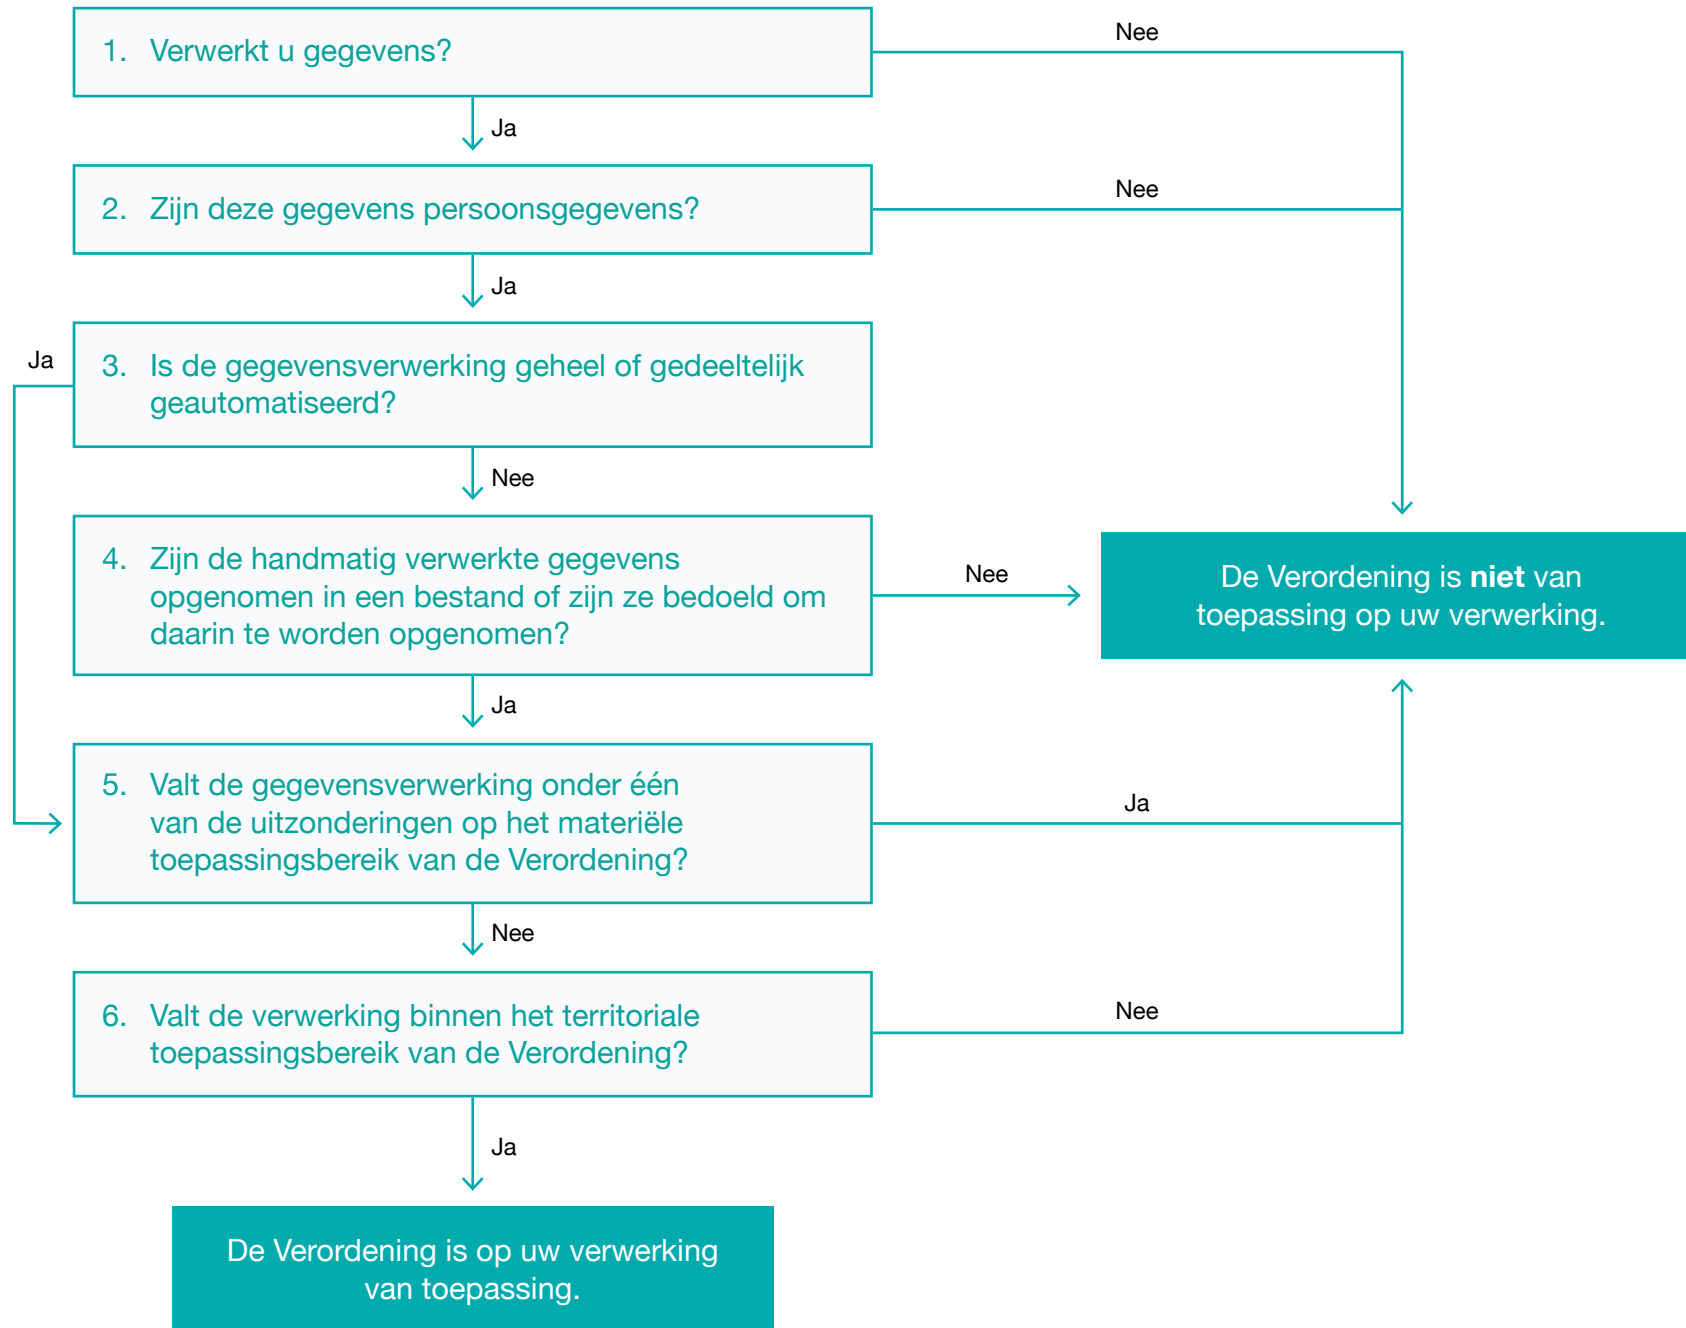 1. Verwerkt u gegevens?
Nee
Ja
2. Zijn deze gegevens persoonsgegevens?
Nee
Ja
Ja
3. Is de gegevensverwerking geheel of gedeeltelijk
geautomatiseerd?
Nee
4. Zijn de handmatig verwerkte gegevens
opgenomen in een bestand of zijn ze bedoeld om
daarin te worden opgenomen?
Nee
De Verordening is niet van
toepassing op uw verwerking.
Ja
5. Valt de gegevensverwerking onder één
van de uitzonderingen op het materiële
toepassingsbereik van de Verordening?
Ja
Nee
6. Valt de verwerking binnen het territoriale
toepassingsbereik van de Verordening?
Nee
Ja
De Verordening is op uw verwerking
van toepassing.